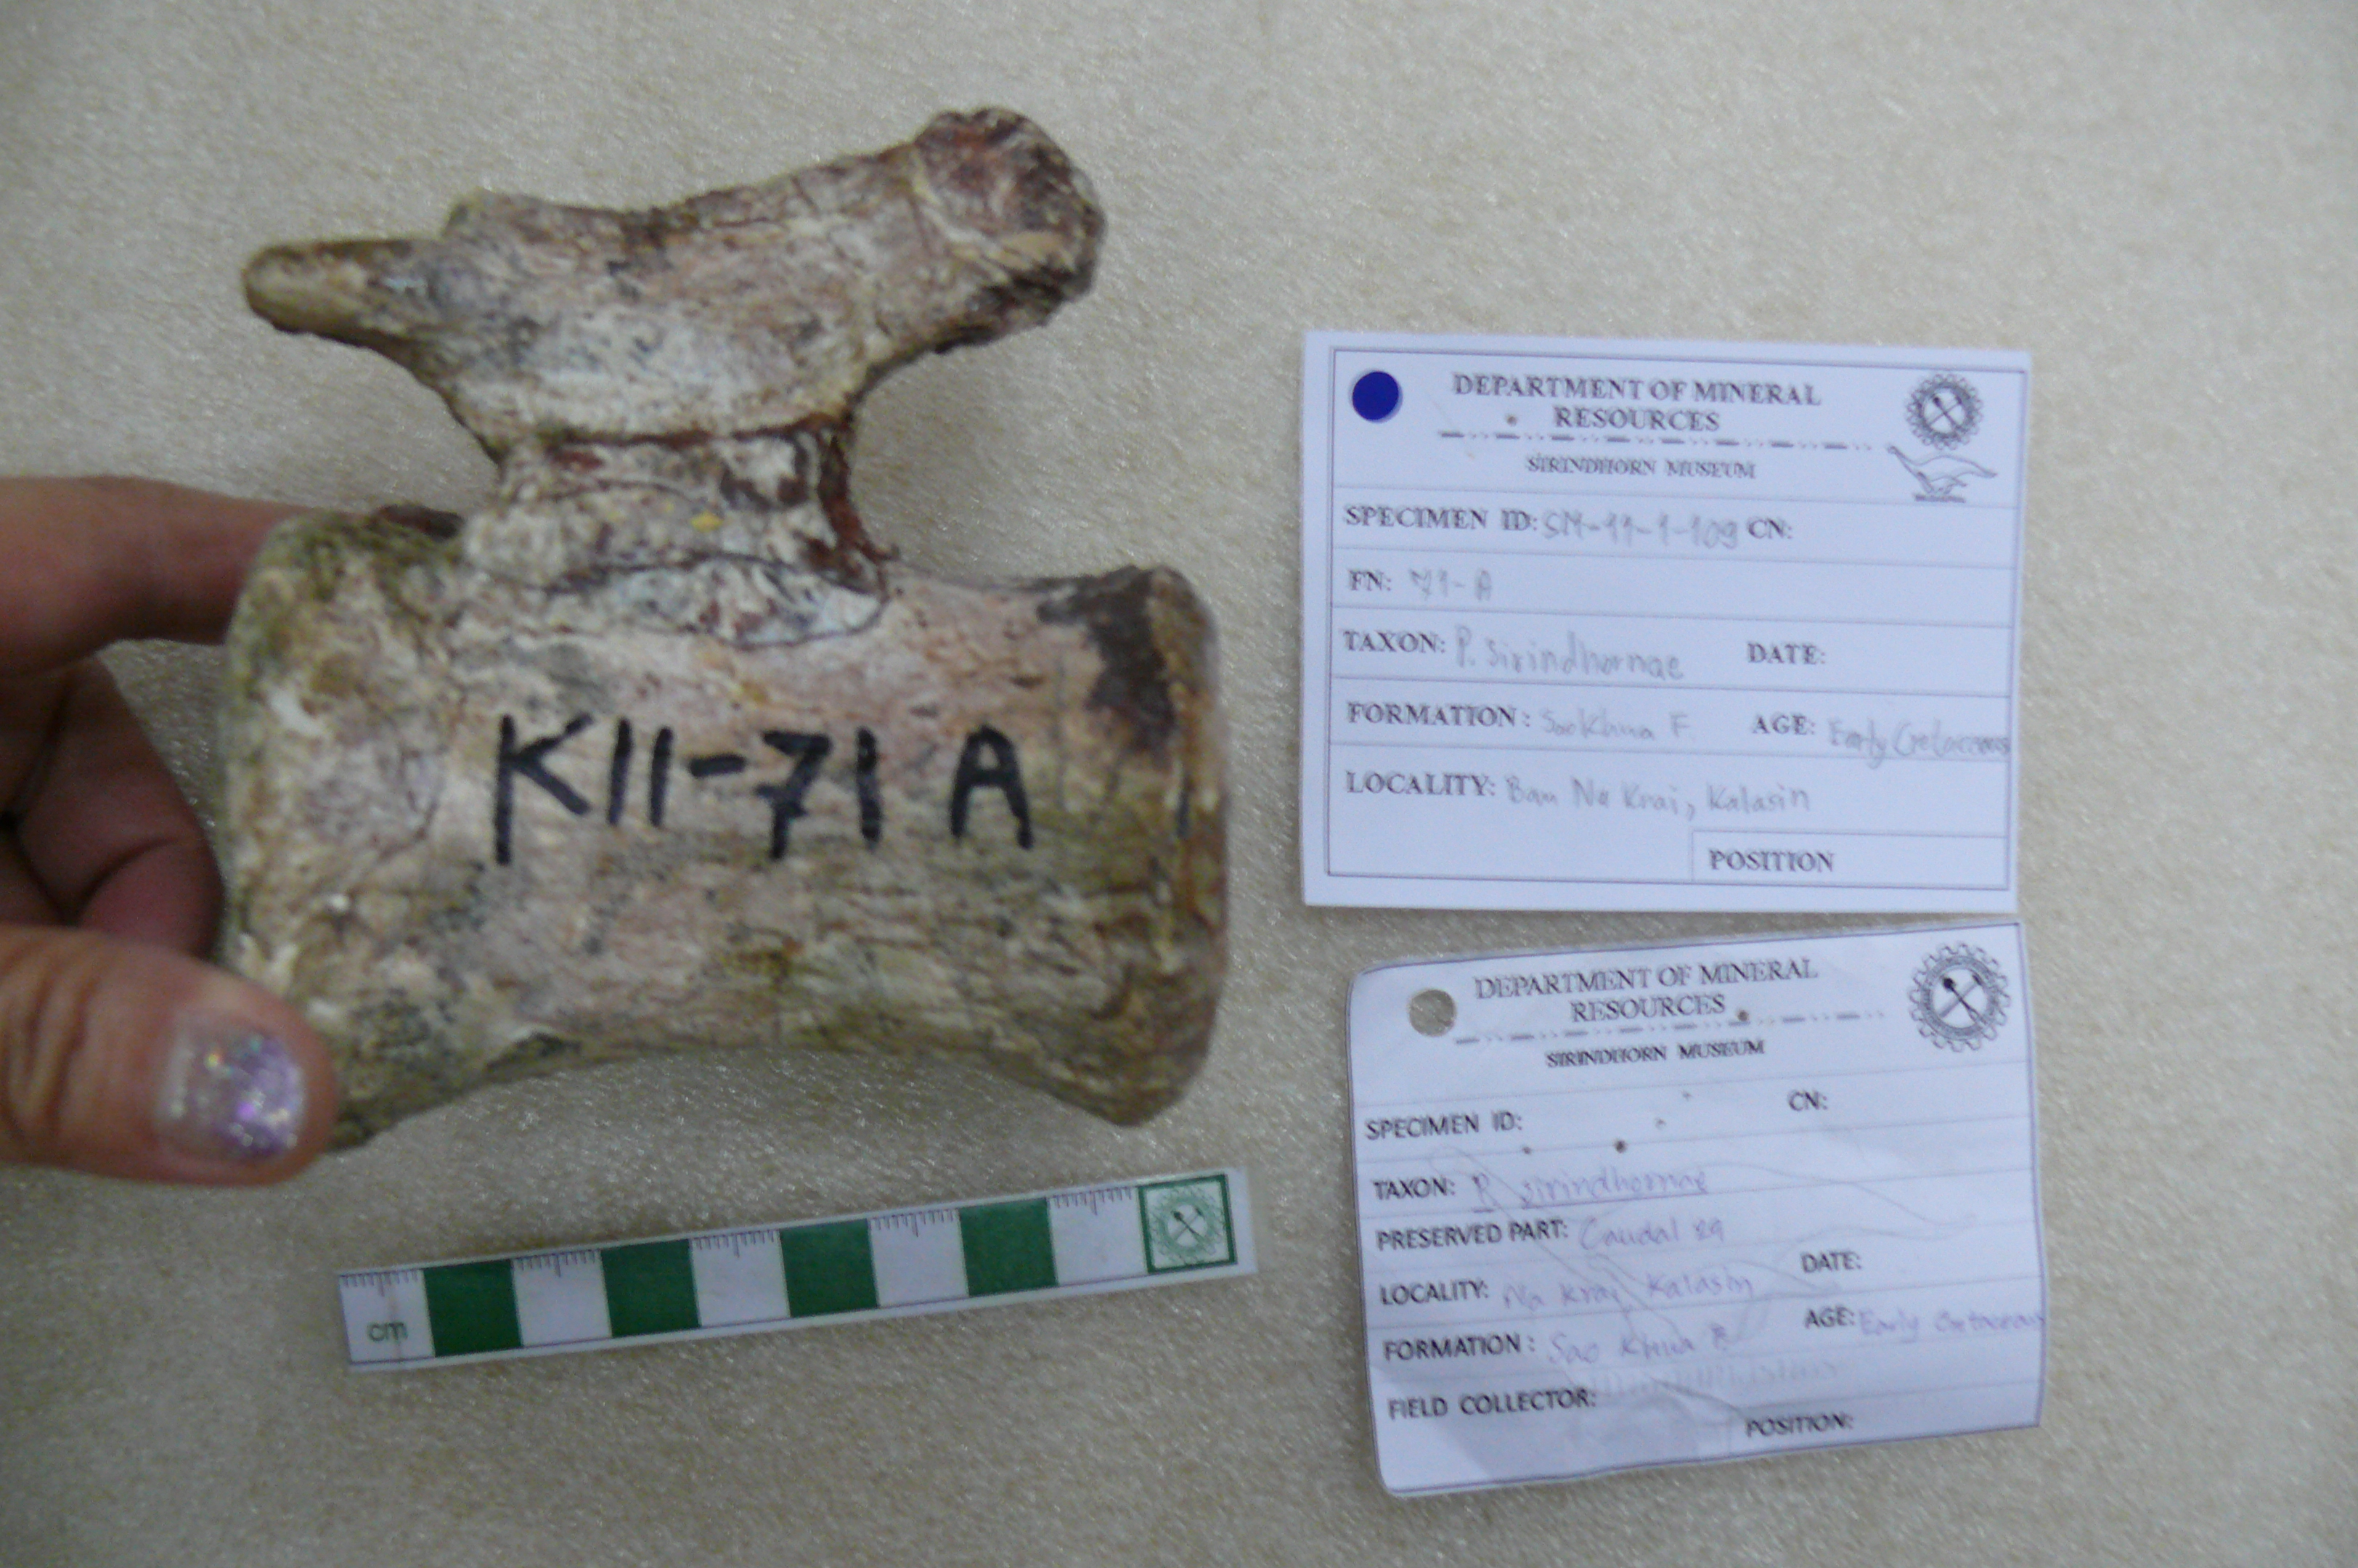 K11-71 A
cm
DEPARTMENT OF MINERAL
RESOURCES
SIRINDHORN MUSEUM
SPECIMEN ID: SM-11-1-109 CN:
FN: 71-A
TAXON: P. sirindhornae DATE:
FORMATION: Sao Khua F. AGE: Early Cretaceous
LOCALITY: Ban Na Krai, Kalasin
POSITION
DEPARTMENT OF MINERAL
RESOURCES
SIRINDHORN MUSEUM
SPECIMEN ID: CN:
TAXON: P. sirindhornae
PRESERVED PART: Caudal
LOCALITY: Na Krai, Kalasin DATE:
FORMATION: Sao Khua AGE: Early Cretaceous
FIELD COLLECTOR:
POSITION: